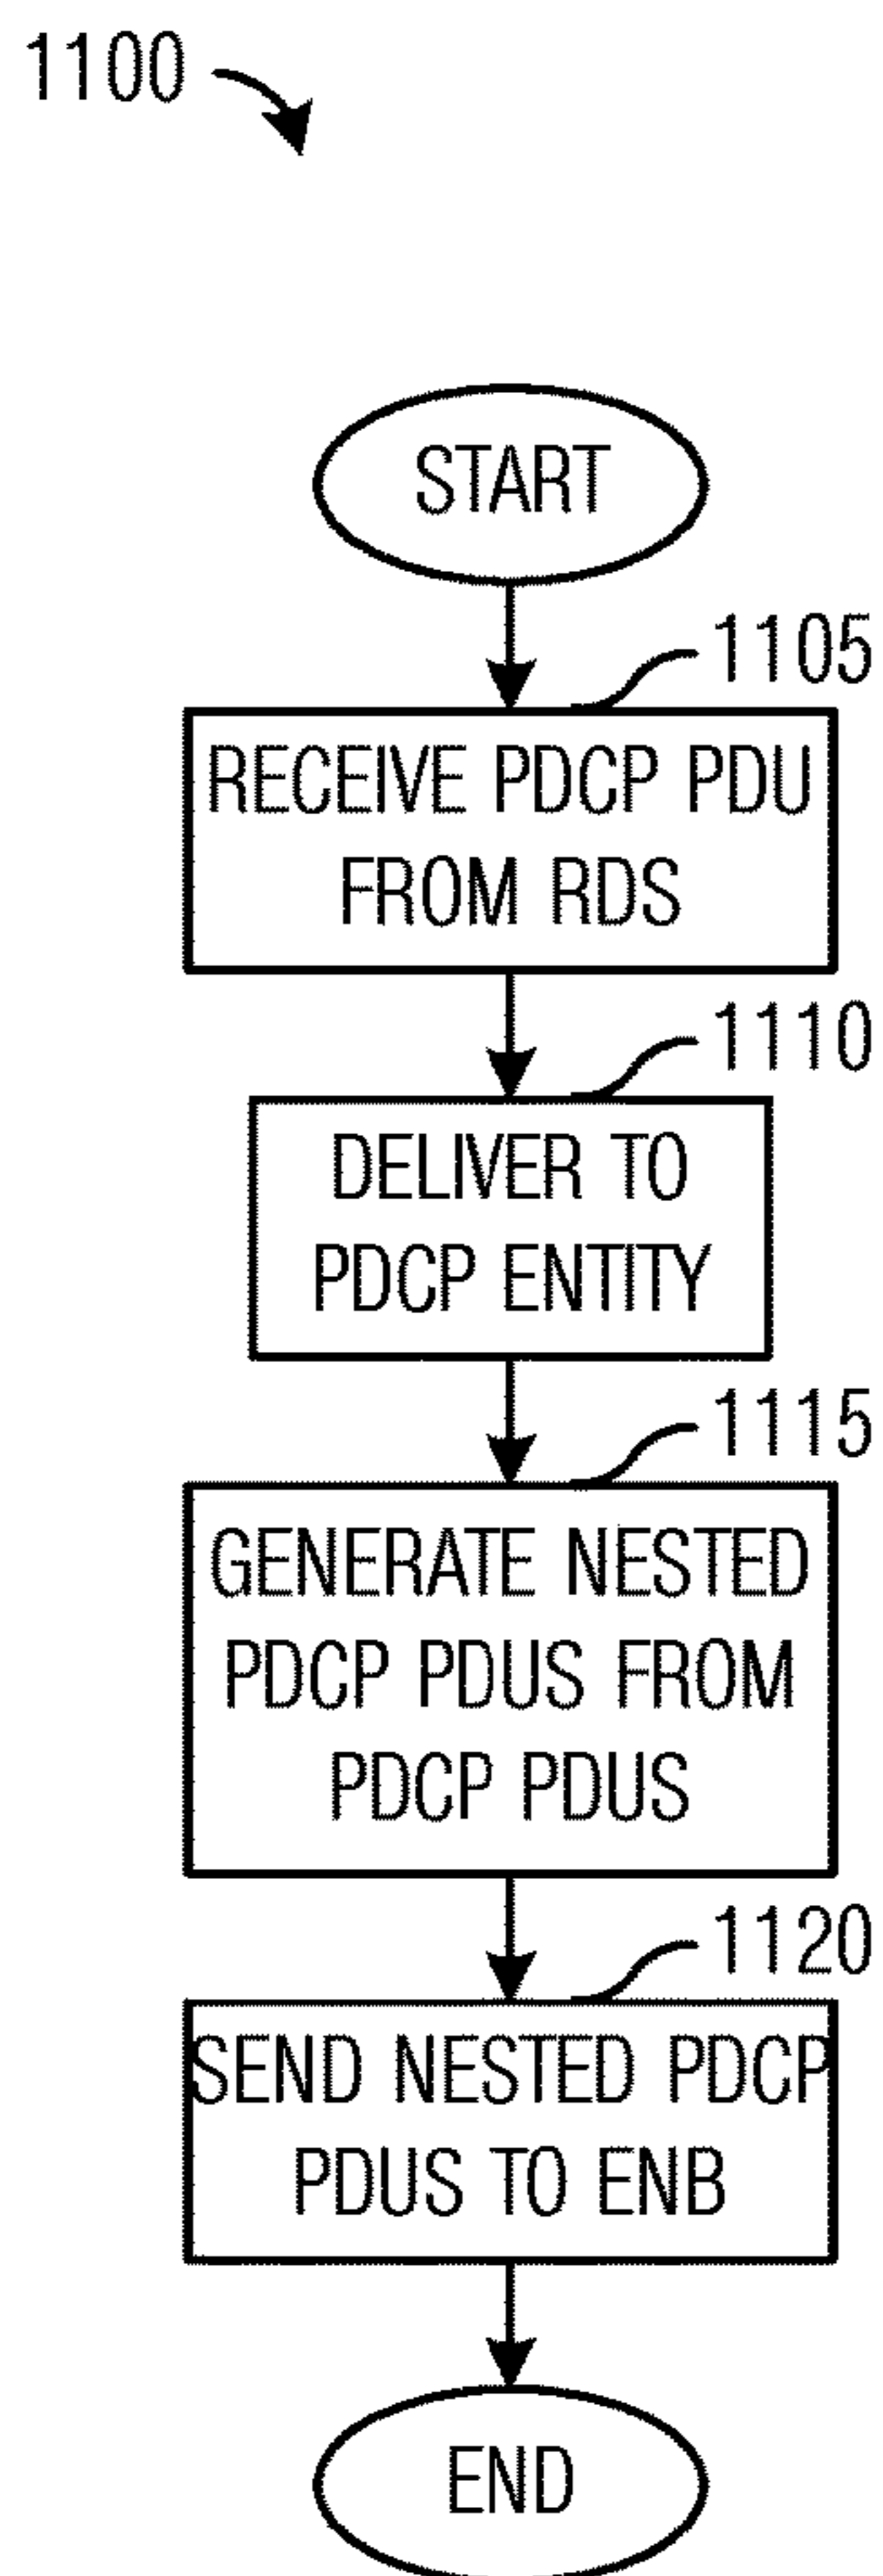 1100
START
1105
RECEIVE PDCP PDU
FROM RDS
1110
DELIVER TO
PDCP ENTITY
1115
GENERATE NESTED
PDCP PDUS FROM
PDCP PDUS
1120
SEND NESTED PDCP
PDUS TO ENB
END